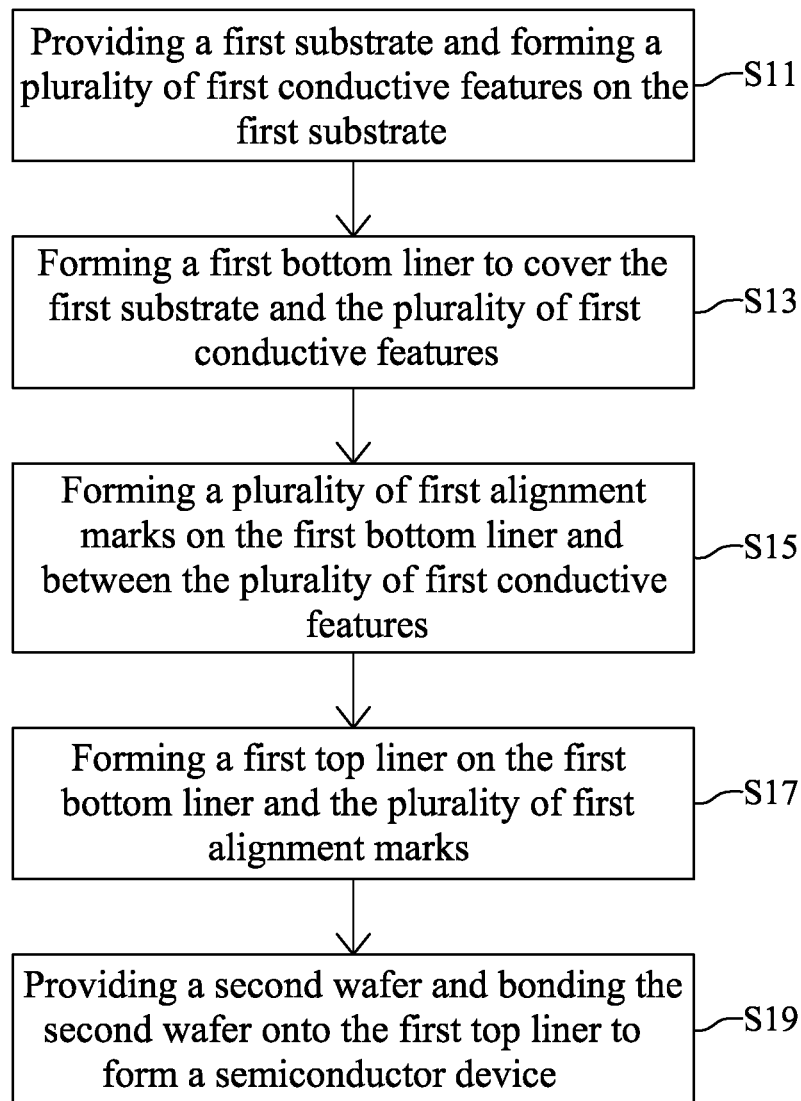 Providing a first substrate and forming a
plurality of first conductive features on the
first substrate
S11
Forming a first bottom liner to cover the
first substrate and the plurality of first
conductive features
S13
Forming a plurality of first alignment
marks on the first bottom liner and
between the plurality of first conductive
features
S15
Forming a first top liner on the first
bottom liner and the plurality of first
alignment marks
S17
Providing a second wafer and bonding the
second wafer onto the first top liner to
form a semiconductor device
S19